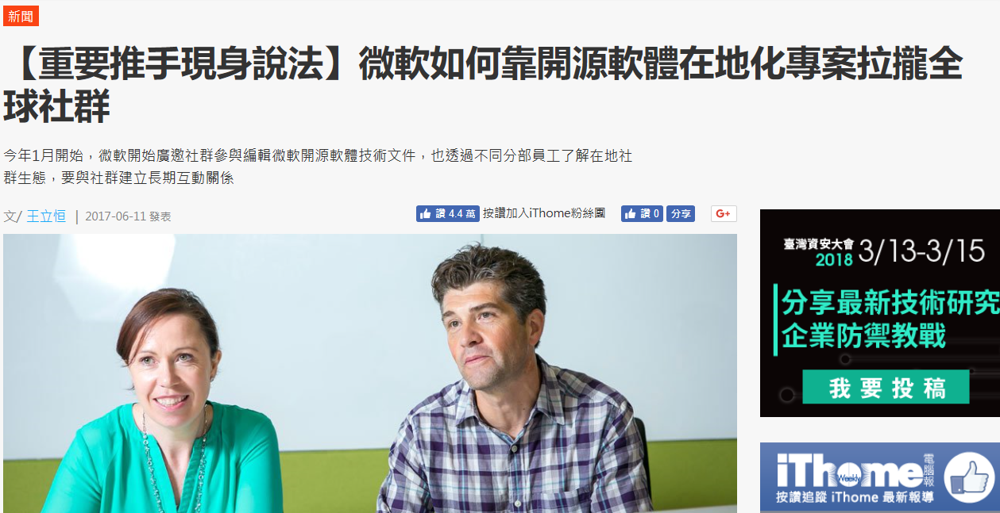 新聞
【重要推手現身說法】微軟如何靠開源軟體在地化專案拉攏全
球社群
今年1月開始，微軟開始廣邀社群參與編輯微軟開源軟體技術文件，也透過不同分部員工了解在地社
群生態，要與社群建立長期互動關係
文/ 王立恒 | 2017-06-11 發表
讚 4.4 萬 按讚加入iThome粉絲團 讚 0 分享 G+
臺灣資安大會 3/13-3/15
2018
分享最新技術研究
企業防禦教戰
我要投稿
iThome Weekly 電腦報
按讚追蹤 iThome 最新報導